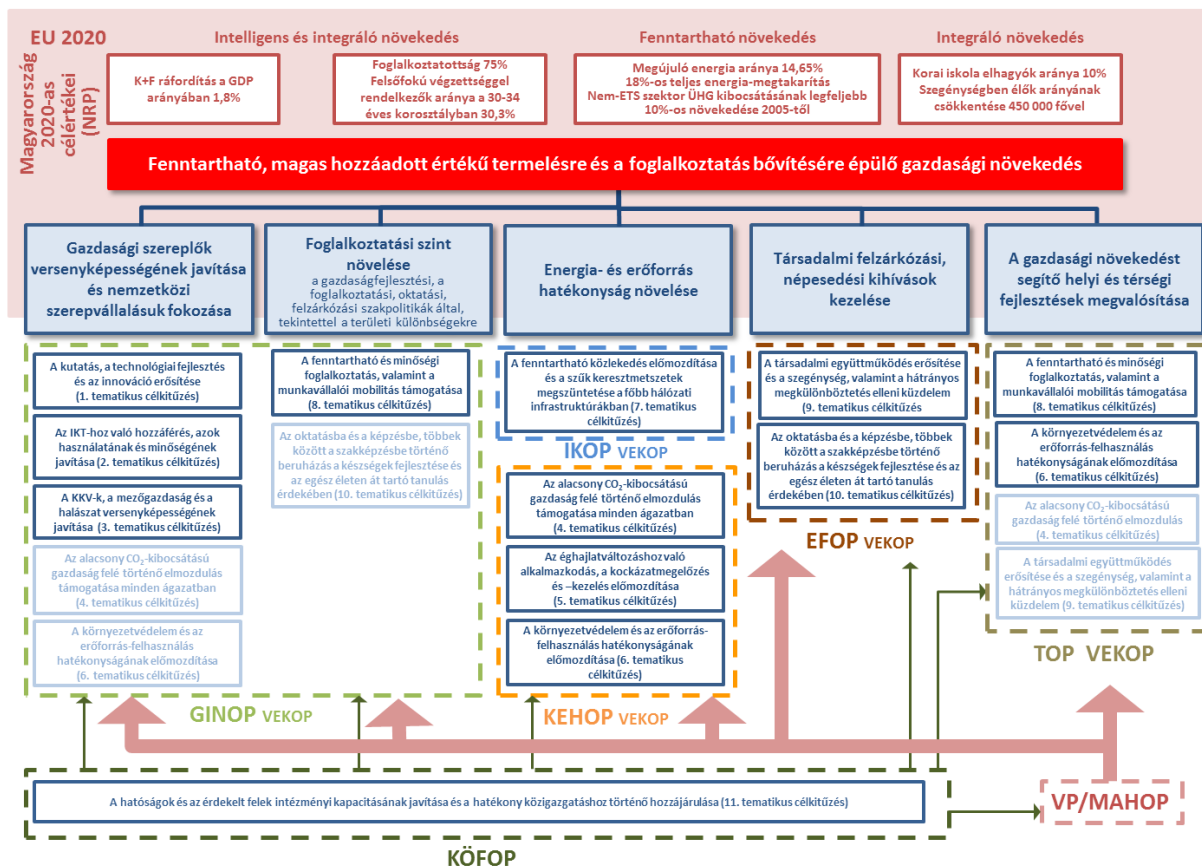 EU 2020
Magyarország
2020-as
célértékei
(NRP)
Intelligens és integráló növekedés
Fenntartható növekedés
Integráló növekedés
K+F ráfordítás a GDP
arányában 1,8%
Foglalkoztatottság 75%
Felsőfokú végzettséggel
rendelkezők aránya a 30-34
éves korosztályban 30,3%
Megújuló energia aránya 14,65%
18%-os teljes energia-megtakarítás
Nem-ETS szektor ÜHG kibocsátásának legfeljebb
10%-os növekedése 2005-től
Korai iskola elhagyók aránya 10%
Szegénységben élők arányának
csökkentése 450 000 fővel
Fenntartható, magas hozzáadott értékű termelésre és a foglalkoztatás bővítésére épülő gazdasági növekedés
Gazdasági szereplők
versenyképességének javítása
és nemzetközi
szerepvállalásuk fokozása
Foglalkoztatási szint
növelése
a gazdaságfejlesztési, a
foglalkoztatási, oktatási,
felzárkózási szakpolitikák által,
tekintettel a területi különbségekre
Energia- és erőforrás
hatékonyság növelése
Társadalmi felzárkózási,
népesedési kihívások
kezelése
A gazdasági növekedést
segítő helyi és térségi
fejlesztések megvalósítása
A kutatás, a technológiai fejlesztés
és az innováció erősítése
(1. tematikus célkitűzés)
Az IKT-hoz való hozzáférés, azok
használatának és minőségének
javítása (2. tematikus célkitűzés)
A KKV-k, a mezőgazdaság és a
halászat versenyképességének
javítása (3. tematikus célkitűzés)
Az alacsony CO₂-kibocsátású
gazdaság felé történő elmozdulás
támogatása minden ágazatban
(4. tematikus célkitűzés)
A környezetvédelem és az
erőforrás-felhasználás
hatékonyságának előmozdítása
(6. tematikus célkitűzés)
A fenntartható és minőségi
foglalkoztatás, valamint a
munkavállalói mobilitás támogatása
(8. tematikus célkitűzés)
Az oktatásba és a képzésbe, többek
között a szakképzésbe történő
beruházás a készségek fejlesztése és
az egész életen át tartó tanulás
érdekében (10. tematikus célkitűzés)
GINOP VEKOP
A fenntartható közlekedés előmozdítása
és a szűk keresztmetszetek
megszüntetése a főbb hálózati
infrastruktúrákban (7. tematikus
célkitűzés)
IKOP VEKOP
Az alacsony CO₂-kibocsátású
gazdaság felé történő elmozdulás
támogatása minden ágazatban
(4. tematikus célkitűzés)
Az éghajlatváltozáshoz való
alkalmazkodás, a kockázatmegelőzés
és –kezelés előmozdítása
(5. tematikus célkitűzés)
A környezetvédelem és az erőforrás-
felhasználás hatékonyságának
előmozdítása (6. tematikus
célkitűzés)
KEHOP VEKOP
A társadalmi együttműködés erősítése
és a szegénység, valamint a hátrányos
megkülönböztetés elleni küzdelem
(9. tematikus célkitűzés
Az oktatásba és a képzésbe, többek
között a szakképzésbe történő
beruházás a készségek fejlesztése és az
egész életen át tartó tanulás
érdekében (10. tematikus célkitűzés)
EFOP VEKOP
A fenntartható és minőségi
foglalkoztatás, valamint a
munkavállalói mobilitás támogatása
(8. tematikus célkitűzés)
A környezetvédelem és az
erőforrás-felhasználás
hatékonyságának előmozdítása
(6. tematikus célkitűzés)
Az alacsony CO₂-kibocsátású
gazdaság felé történő elmozdulás
(4. tematikus célkitűzés)
A társadalmi együttműködés
erősítése és a szegénység, valamint a
hátrányos megkülönböztetés elleni
küzdelem (9. tematikus célkitűzés)
TOP VEKOP
A hatóságok és az érdekelt felek intézményi kapacitásának javítása és a hatékony közigazgatáshoz történő hozzájárulása (11. tematikus célkitűzés)
VP/MAHOP
KÖFOP